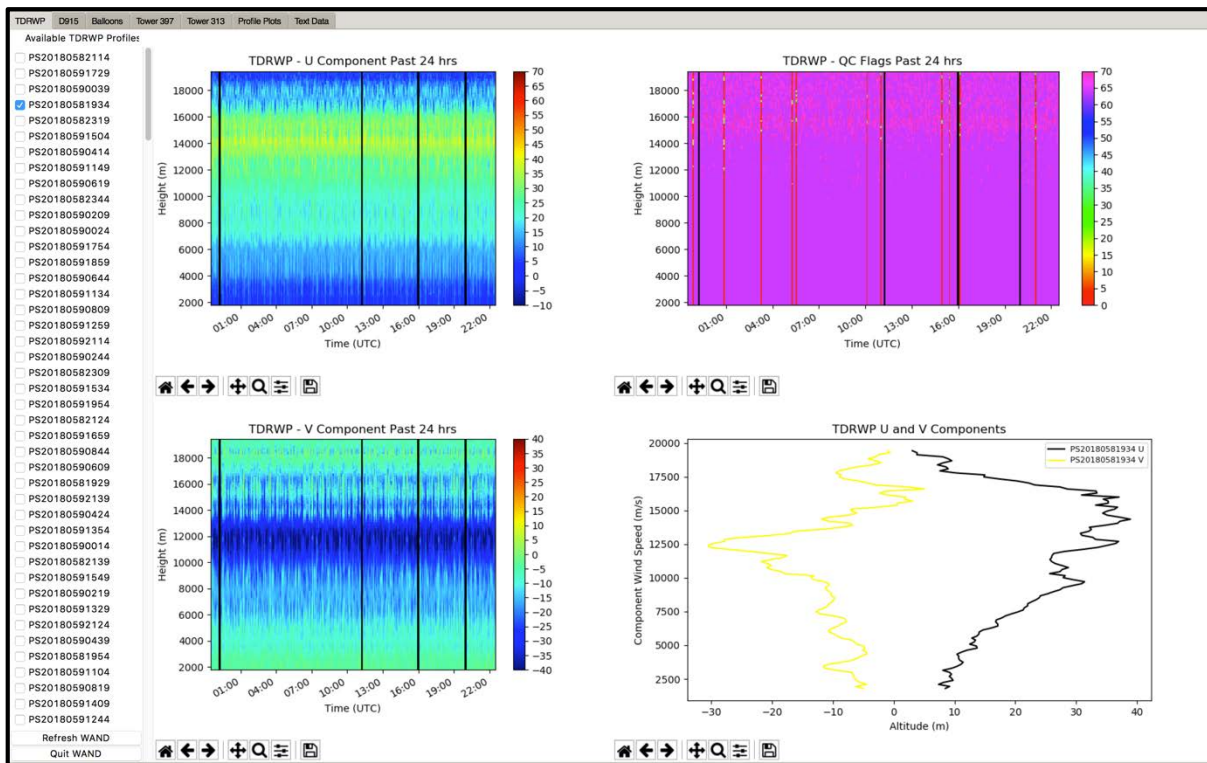 TDRWP D915 Balloons Tower 397 Tower 313 Profile Plots Text Data
Available TDRWP Profiles
PS20180582114
PS20180591729
PS20180590039
PS20180581934
PS20180582319
PS20180591504
PS20180590414
PS20180591149
PS20180590619
PS20180582344
PS20180590209
PS20180590024
PS20180591754
PS20180591859
PS20180590644
PS20180591134
PS20180590809
PS20180591259
PS20180592114
PS20180590244
PS20180582309
PS20180591534
PS20180591954
PS20180582124
PS20180591659
PS20180590844
PS20180590609
PS20180581929
PS20180592139
PS20180590424
PS20180591354
PS20180590014
PS20180582139
PS20180591549
PS20180590219
PS20180591329
PS20180592124
PS20180590439
PS20180581954
PS20180591104
PS20180590819
PS20180591409
PS20180591244
Refresh WAND
Quit WAND
TDRWP - U Component Past 24 hrs
Height (m)
18000
16000
14000
12000
10000
8000
6000
4000
2000
01:00 04:00 07:00 10:00 13:00 16:00 19:00 22:00
Time (UTC)
70
65
60
55
50
45
40
35
30
25
20
15
10
5
0
−5
−10
TDRWP - QC Flags Past 24 hrs
Height (m)
18000
16000
14000
12000
10000
8000
6000
4000
2000
01:00 04:00 07:00 10:00 13:00 16:00 19:00 22:00
Time (UTC)
70
65
60
55
50
45
40
35
30
25
20
15
10
5
0
TDRWP - V Component Past 24 hrs
Height (m)
18000
16000
14000
12000
10000
8000
6000
4000
2000
01:00 04:00 07:00 10:00 13:00 16:00 19:00 22:00
Time (UTC)
40
35
30
25
20
15
10
5
0
−5
−10
−15
−20
−25
−30
−35
−40
TDRWP U and V Components
Component Wind Speed (m/s)
20000
17500
15000
12500
10000
7500
5000
2500
PS20180581934 U
PS20180581934 V
−30 −20 −10 0 10 20 30 40
Altitude (m)